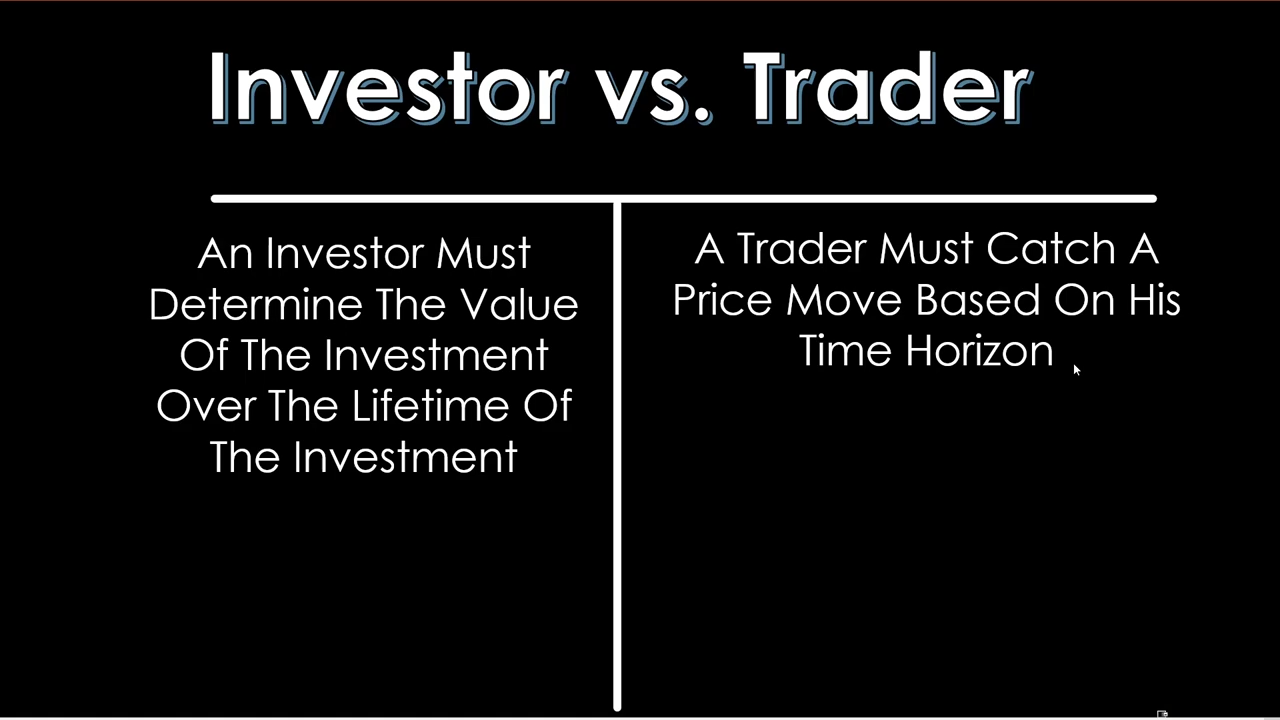 Investor vs. Trader
An Investor Must
Determine The Value
Of The Investment
Over The Lifetime Of
The Investment
A Trader Must Catch A
Price Move Based On His
Time Horizon